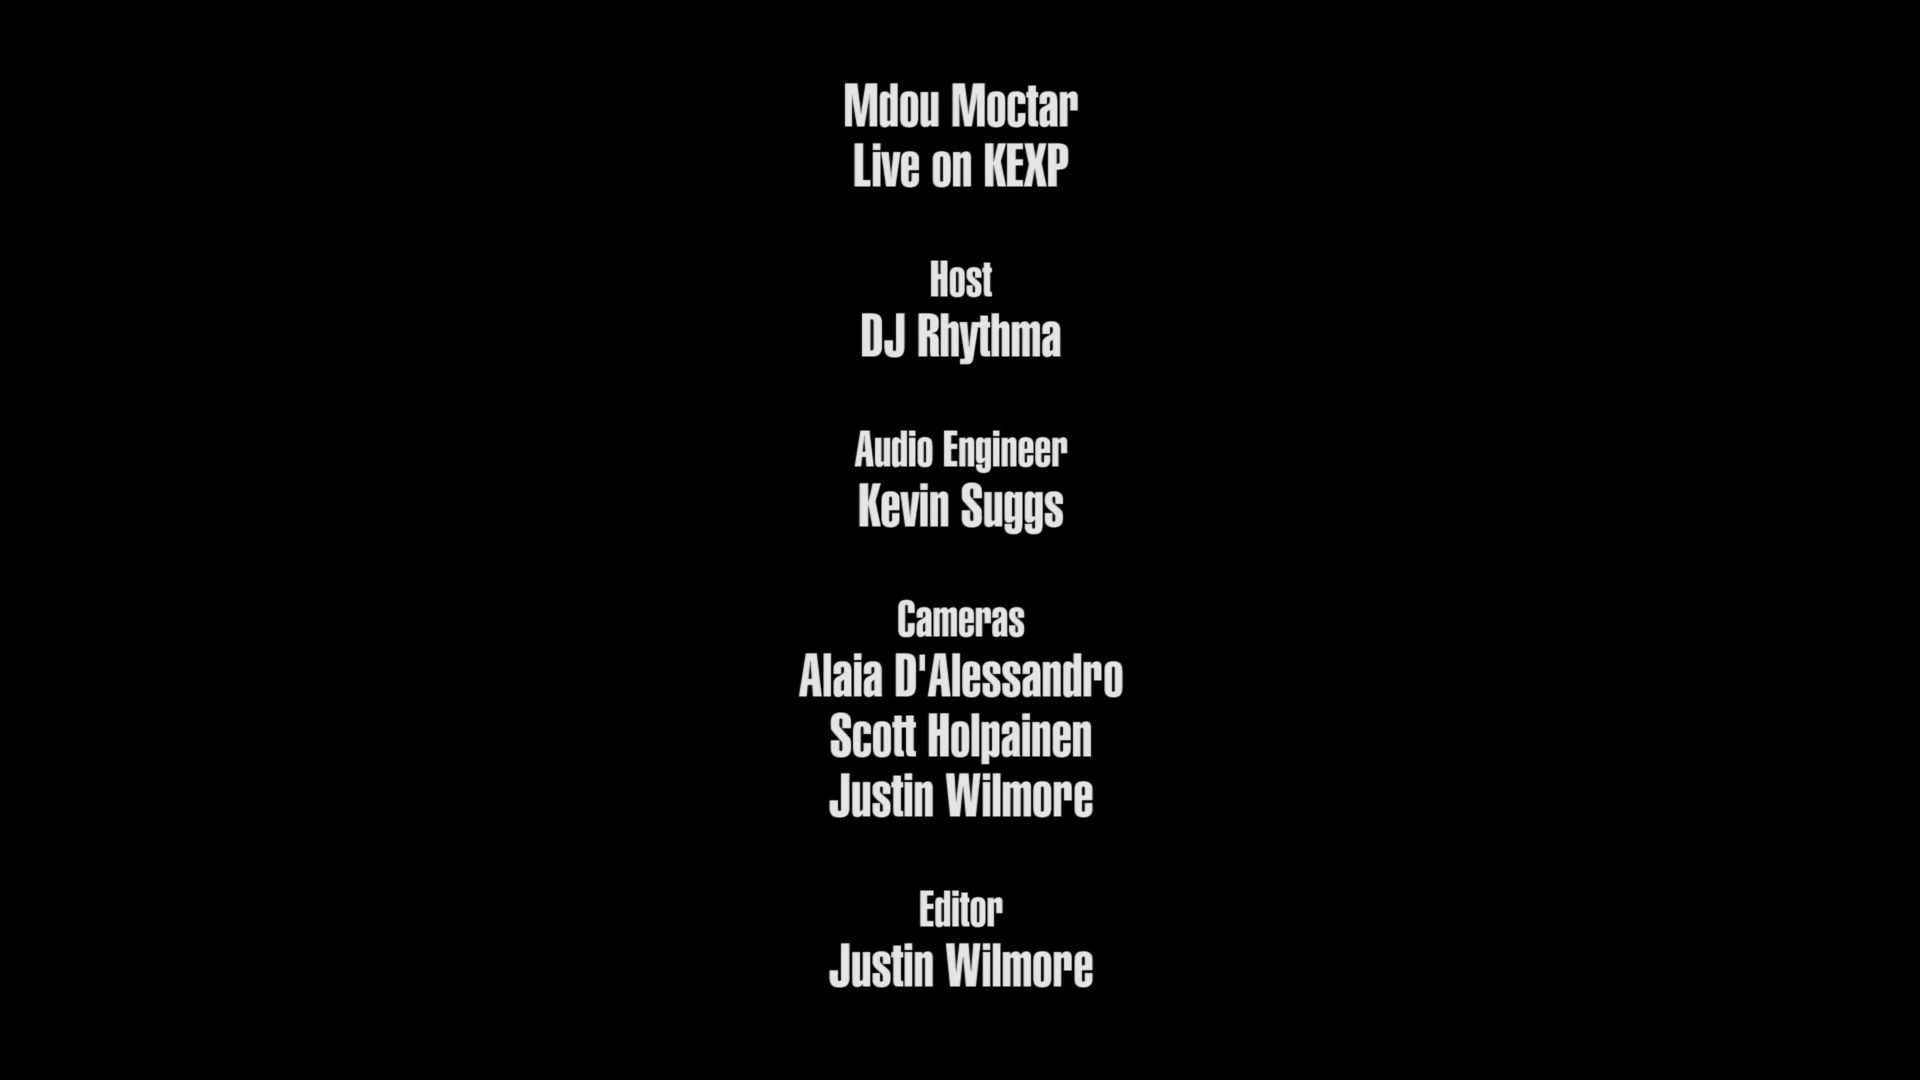 Mdou Moctar
Live on KEXP
Host
DJ Rhythma
Audio Engineer
Kevin Suggs
Cameras
Alaia D'Alessandro
Scott Holpainen
Justin Wilmore
Editor
Justin Wilmore